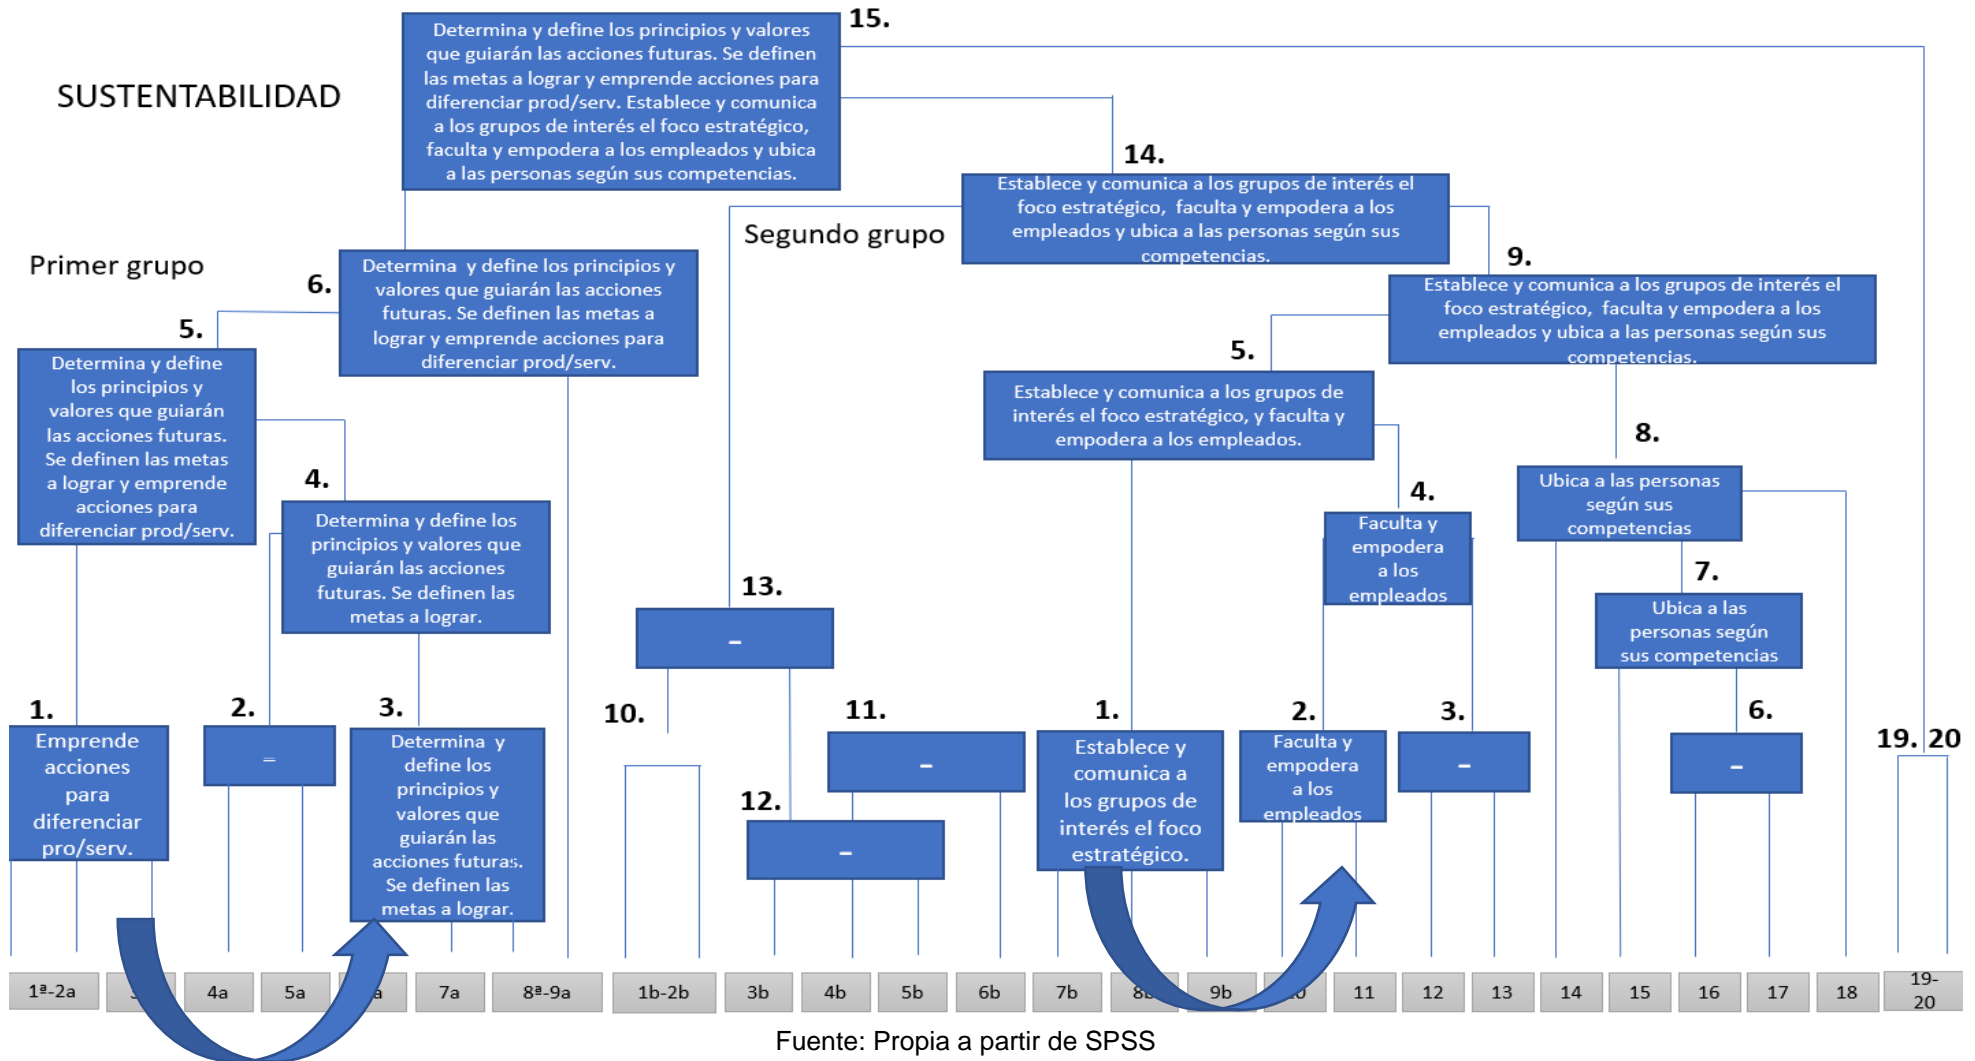 15.
Determina y define los principios y valores
que guiarán las acciones futuras. Se definen
las metas a lograr y emprende acciones para
diferenciar prod/serv. Establece y comunica
a los grupos de interés el foco estratégico,
faculta y empodera a los empleados y ubica
a las personas según sus competencias.
SUSTENTABILIDAD
14.
Establece y comunica a los grupos de interés el
foco estratégico, faculta y empodera a los
empleados y ubica a las personas según sus
competencias.
Segundo grupo
Primer grupo
6.
Determina y define los principios y
valores que guiarán las acciones
futuras. Se definen las metas a
lograr y emprende acciones para
diferenciar prod/serv.
9.
Establece y comunica a los grupos de interés el
foco estratégico, faculta y empodera a los
empleados y ubica a las personas según sus
competencias.
5.
Determina y define
los principios y
valores que guiarán
las acciones futuras.
Se definen las metas
a lograr y emprende
acciones para
diferenciar prod/serv.
5.
Establece y comunica a los grupos de
interés el foco estratégico, y faculta y
empodera a los empleados.
8.
Ubica a las personas
según sus
competencias
4.
Determina y define los
principios y valores que
guiarán las acciones
futuras. Se definen las
metas a lograr.
4.
Faculta y
empodera
a los
empleados
7.
Ubica a las
personas según
sus competencias
13.
–
1.
Emprende
acciones
para
diferenciar
pro/serv.
2.
=
3.
Determina y
define los
principios y
valores que
guiarán las
acciones futuras.
Se definen las
metas a lograr.
10.
11.
–
12.
–
1.
Establece y
comunica a
los grupos de
interés el foco
estratégico.
2.
Faculta y
empodera
a los
empleados
3.
–
6.
–
19. 20
1ª-2a
4a
5a
7a
8ª-9a
1b-2b
3b
4b
5b
6b
7b
8b
9b
11
12
13
14
15
16
17
18
19-
20
Fuente: Propia a partir de SPSS